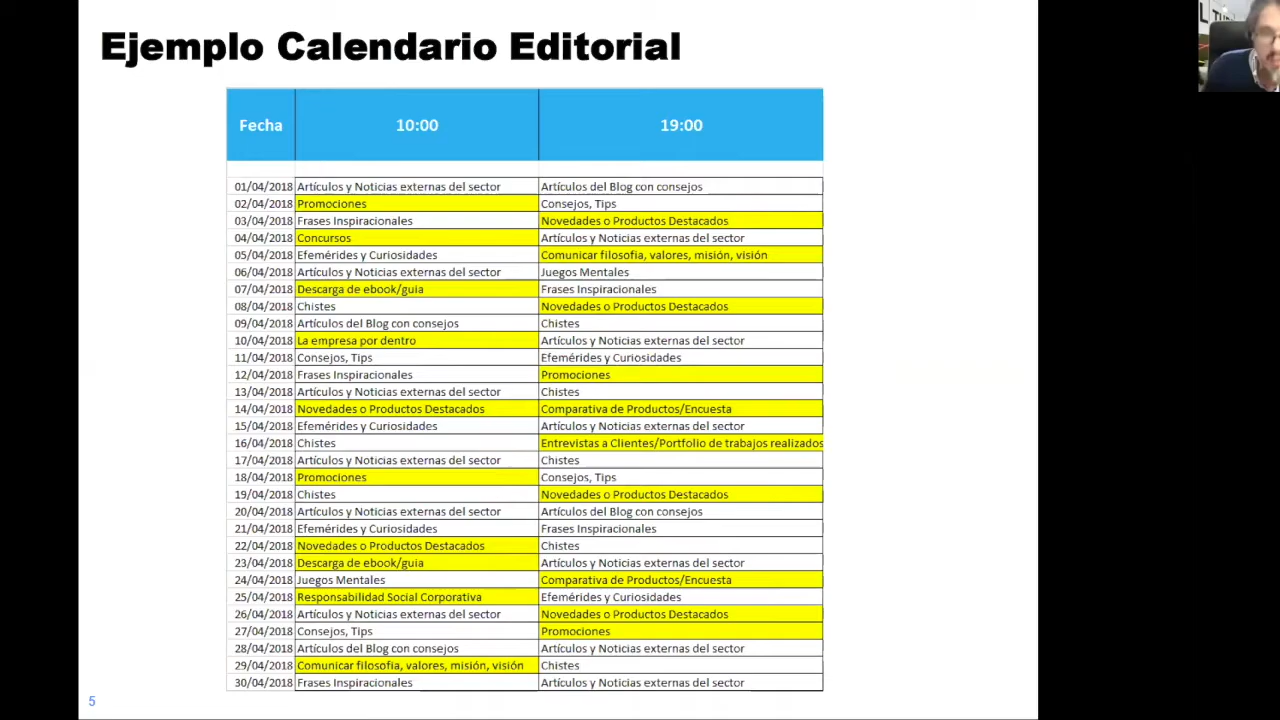 Ejemplo Calendario Editorial
Fecha 10:00 19:00
01/04/2018 Artículos y Noticias externas del sector Artículos del Blog con consejos
02/04/2018 Promociones Consejos, Tips
03/04/2018 Frases Inspiracionales Novedades o Productos Destacados
04/04/2018 Concursos Artículos y Noticias externas del sector
05/04/2018 Efemérides y Curiosidades Comunicar filosofia, valores, misión, visión
06/04/2018 Artículos y Noticias externas del sector Juegos Mentales
07/04/2018 Descarga de ebook/guia Frases Inspiracionales
08/04/2018 Chistes Novedades o Productos Destacados
09/04/2018 Artículos del Blog con consejos Chistes
10/04/2018 La empresa por dentro Artículos y Noticias externas del sector
11/04/2018 Consejos, Tips Efemérides y Curiosidades
12/04/2018 Frases Inspiracionales Promociones
13/04/2018 Artículos y Noticias externas del sector Chistes
14/04/2018 Novedades o Productos Destacados Comparativa de Productos/Encuesta
15/04/2018 Efemérides y Curiosidades Artículos y Noticias externas del sector
16/04/2018 Chistes Entrevistas a Clientes/Portfolio de trabajos realizados
17/04/2018 Artículos y Noticias externas del sector Chistes
18/04/2018 Promociones Consejos, Tips
19/04/2018 Chistes Novedades o Productos Destacados
20/04/2018 Artículos y Noticias externas del sector Artículos del Blog con consejos
21/04/2018 Efemérides y Curiosidades Frases Inspiracionales
22/04/2018 Novedades o Productos Destacados Chistes
23/04/2018 Descarga de ebook/guia Artículos y Noticias externas del sector
24/04/2018 Juegos Mentales Comparativa de Productos/Encuesta
25/04/2018 Responsabilidad Social Corporativa Efemérides y Curiosidades
26/04/2018 Artículos y Noticias externas del sector Novedades o Productos Destacados
27/04/2018 Consejos, Tips Promociones
28/04/2018 Artículos del Blog con consejos Artículos y Noticias externas del sector
29/04/2018 Comunicar filosofia, valores, misión, visión Chistes
30/04/2018 Frases Inspiracionales Artículos y Noticias externas del sector
5